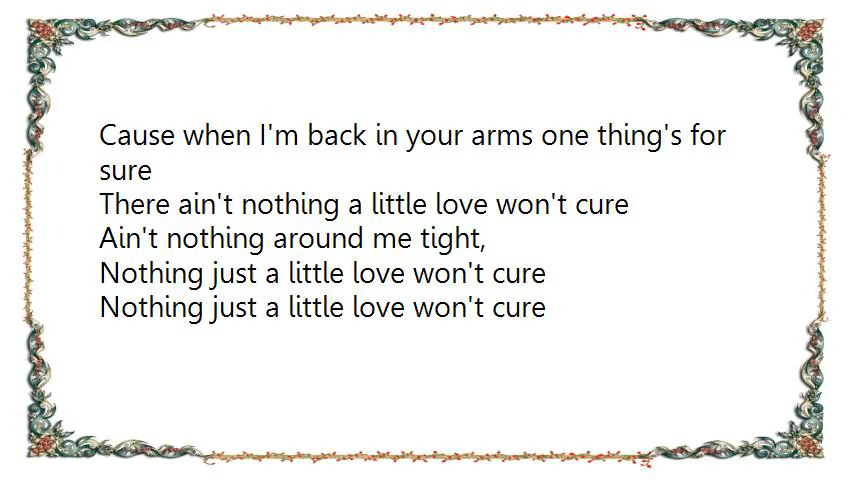 Cause when I'm back in your arms one thing's for
sure
There ain't nothing a little love won't cure
Ain't nothing around me tight,
Nothing just a little love won't cure
Nothing just a little love won't cure